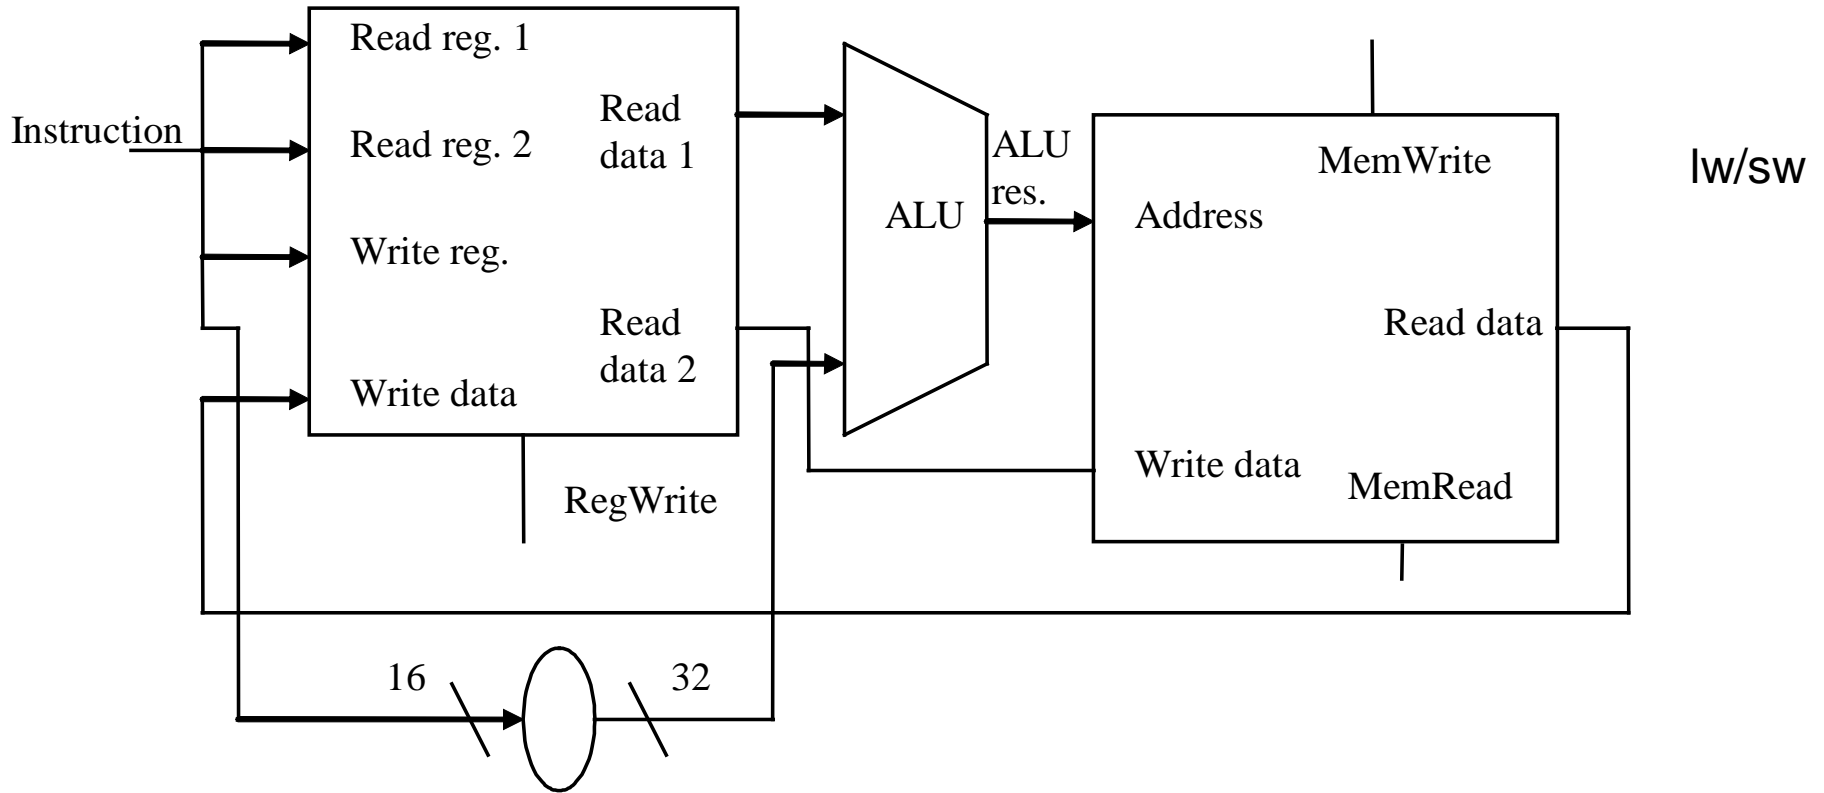 Read reg. 1
Read
data 1
Instruction
Read reg. 2
ALU
res.
MemWrite
lw/sw
ALU
Address
Write reg.
Read
data 2
Read data
Write data
Write data
MemRead
RegWrite
16
32